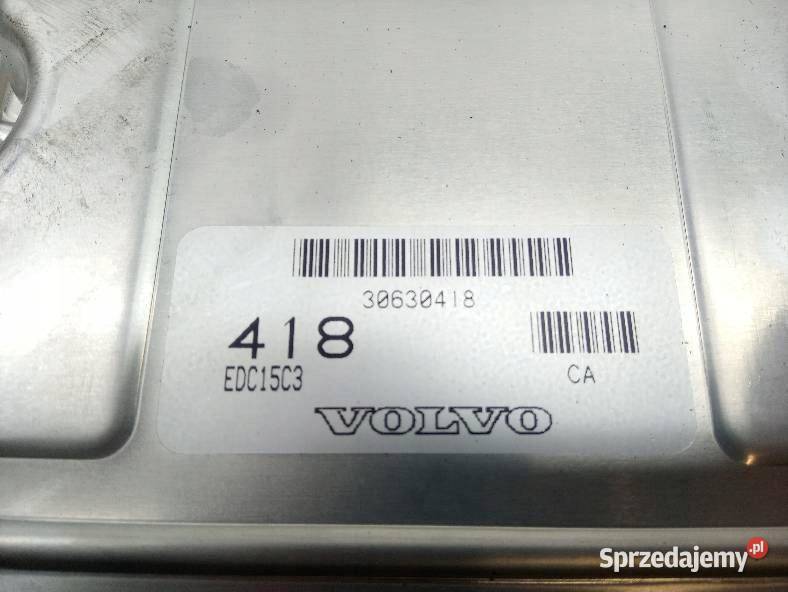 30630418
418
EDC15C3
CA
VOLVO
Sprzedajemy.pl